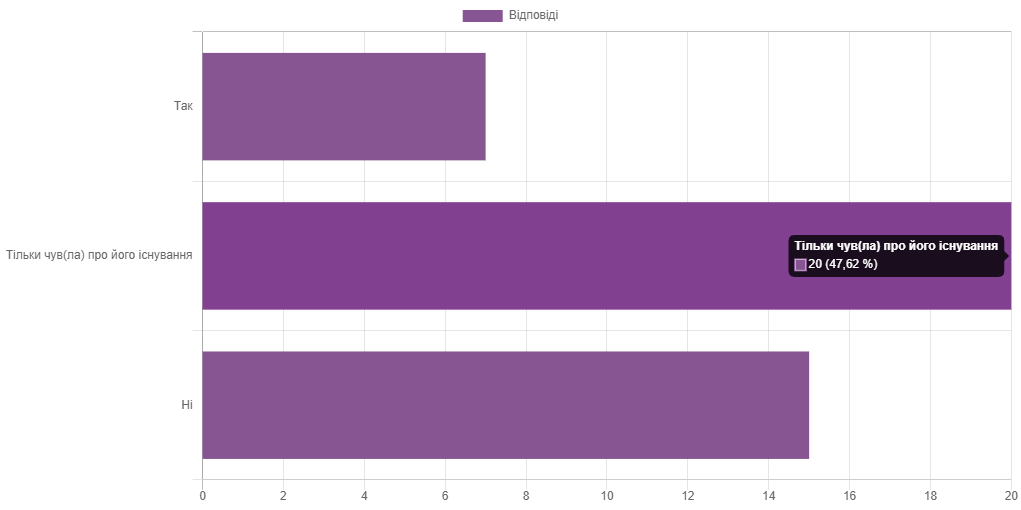 Відповіді
Так
Тільки чув(ла) про його існування
Тільки чув(ла) про його існування
20 (47,62 %)
Ні
0 2 4 6 8 10 12 14 16 18 20